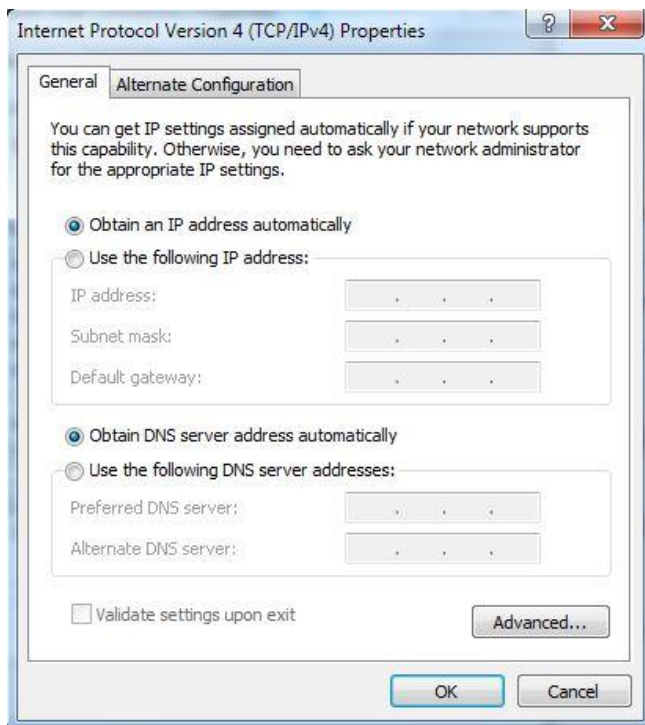 Internet Protocol Version 4 (TCP/IPv4) Properties
?
General
Alternate Configuration
You can get IP settings assigned automatically if your network supports
this capability. Otherwise, you need to ask your network administrator
for the appropriate IP settings.
Obtain an IP address automatically
Use the following IP address:
IP address:
Subnet mask:
Default gateway:
Obtain DNS server address automatically
Use the following DNS server addresses:
Preferred DNS server:
Alternate DNS server:
Validate settings upon exit
Advanced...
OK
Cancel